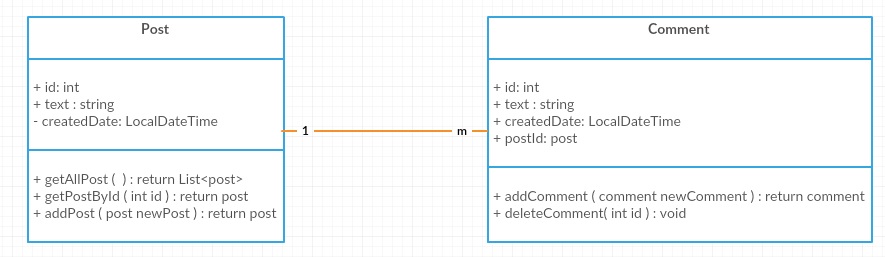 Post
+ id: int
+ text : string
- createdDate: LocalDateTime
+ getAllPost ( ) : return List<post>
+ getPostById ( int id ) : return post
+ addPost ( post newPost ) : return post
1
m
Comment
+ id: int
+ text : string
+ createdDate: LocalDateTime
+ postId: post
+ addComment ( comment newComment ) : return comment
+ deleteComment( int id ) : void